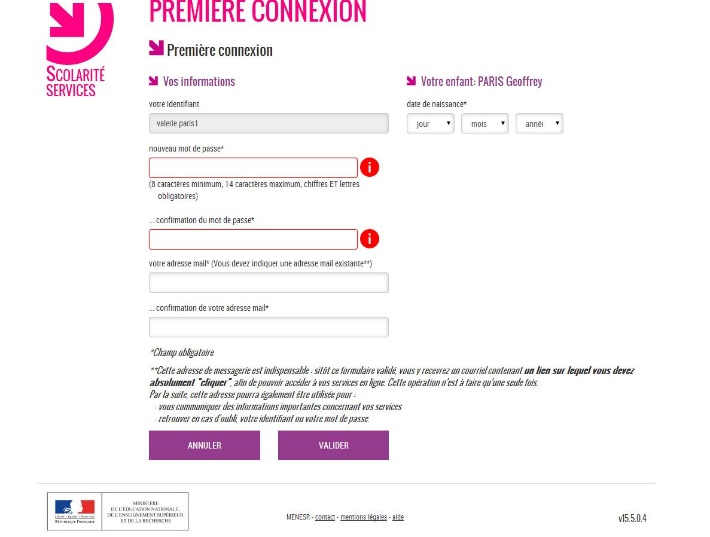 PREMIÈRE CONNEXION
SCOLARITÉ
SERVICES
Première connexion
Vos informations
votre identifiant
valerie.paris1
nouveau mot de passe*
(8 caractères minimum, 14 caractères maximum, chiffres ET lettres
obligatoires)
... confirmation du mot de passe*
votre adresse mail* (Vous devez indiquer une adresse mail existante**)
... confirmation de votre adresse mail*
Votre enfant: PARIS Geoffrey
date de naissance*
jour mois année
*Champ obligatoire
**Cette adresse de messagerie est indispensable : sitôt ce formulaire validé, vous y recevrez un courriel contenant un lien sur lequel vous devez
absolument "cliquer", afin de pouvoir accéder à vos services en ligne. Cette opération n'est à faire qu'une seule fois.
Par la suite, cette adresse pourra également être utilisée pour :
- vous communiquer des informations importantes concernant vos services
- retrouver en cas d'oubli, votre identifiant ou votre mot de passe.
ANNULER VALIDER
RÉPUBLIQUE FRANÇAISE
MINISTÈRE
DE L'ÉDUCATION NATIONALE,
DE L'ENSEIGNEMENT SUPÉRIEUR
ET DE LA RECHERCHE
MENESR - contact - mentions légales - aide
v15.5.0.4